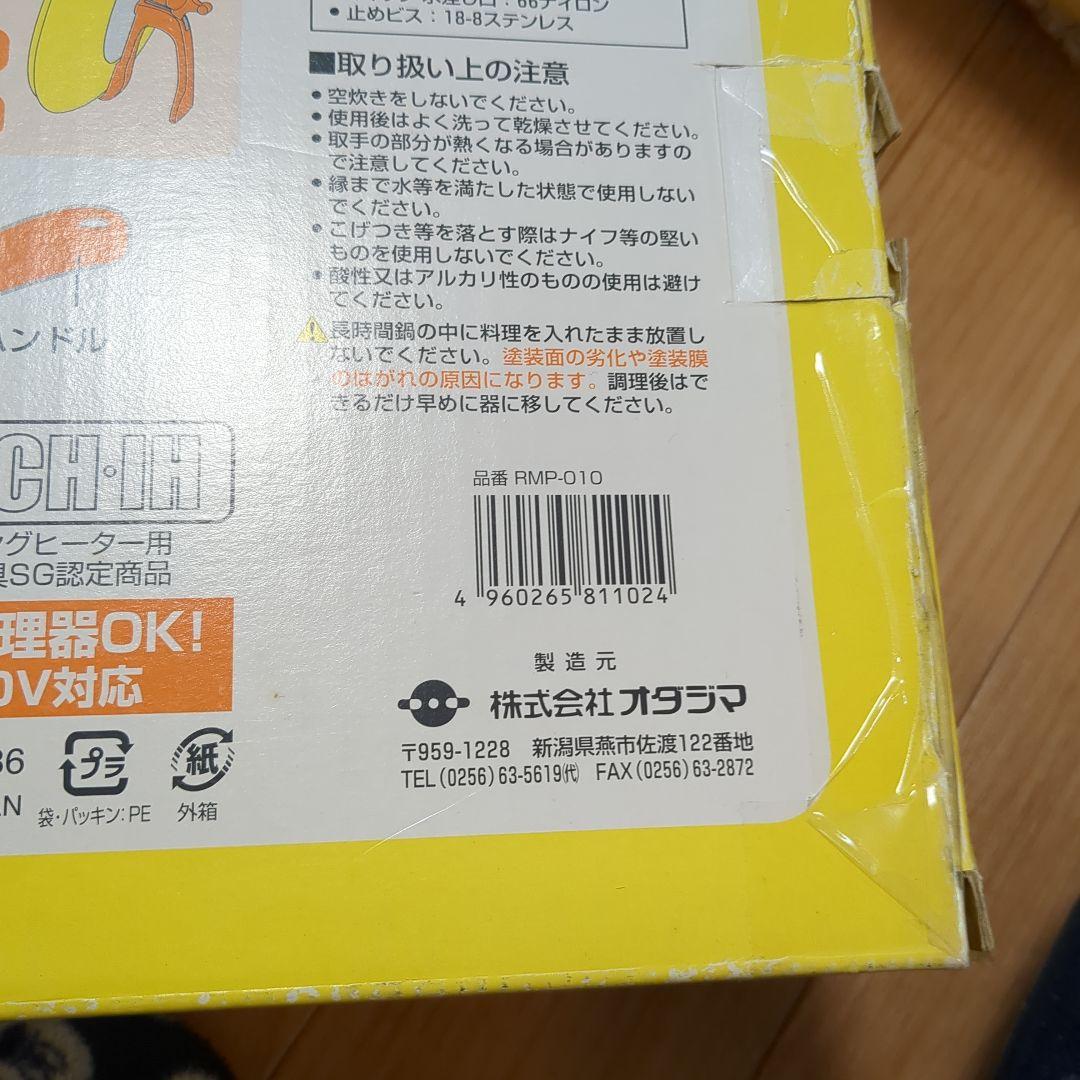 66ナイロン
• 止めビス：18-8ステンレス
■取り扱い上の注意
• 空炊きをしないでください。
• 使用後はよく洗って乾燥させてください。
• 取手の部分が熱くなる場合がありますの
で注意してください。
• 縁まで水等を満たした状態で使用しない
でください。
• こげつき等を落とす際はナイフ等の堅い
ものを使用しないでください。
• 酸性又はアルカリ性のものの使用は避け
てください。
⚠長時間鍋の中に料理を入れたまま放置し
ないでください。塗装面の劣化や塗装膜
のはがれの原因になります。調理後はで
きるだけ早めに器に移してください。
ハンドル
CH・IH
ングヒーター用
具SG認定商品
理器OK!
0V対応
品番 RMP-010
4 960265 811024
製造元
株式会社オダジマ
〒959-1228 新潟県燕市佐渡122番地
TEL(0256)63-5619㈹ FAX(0256)63-2872
36
AN
プラ
袋・パッキン:PE
紙
外箱